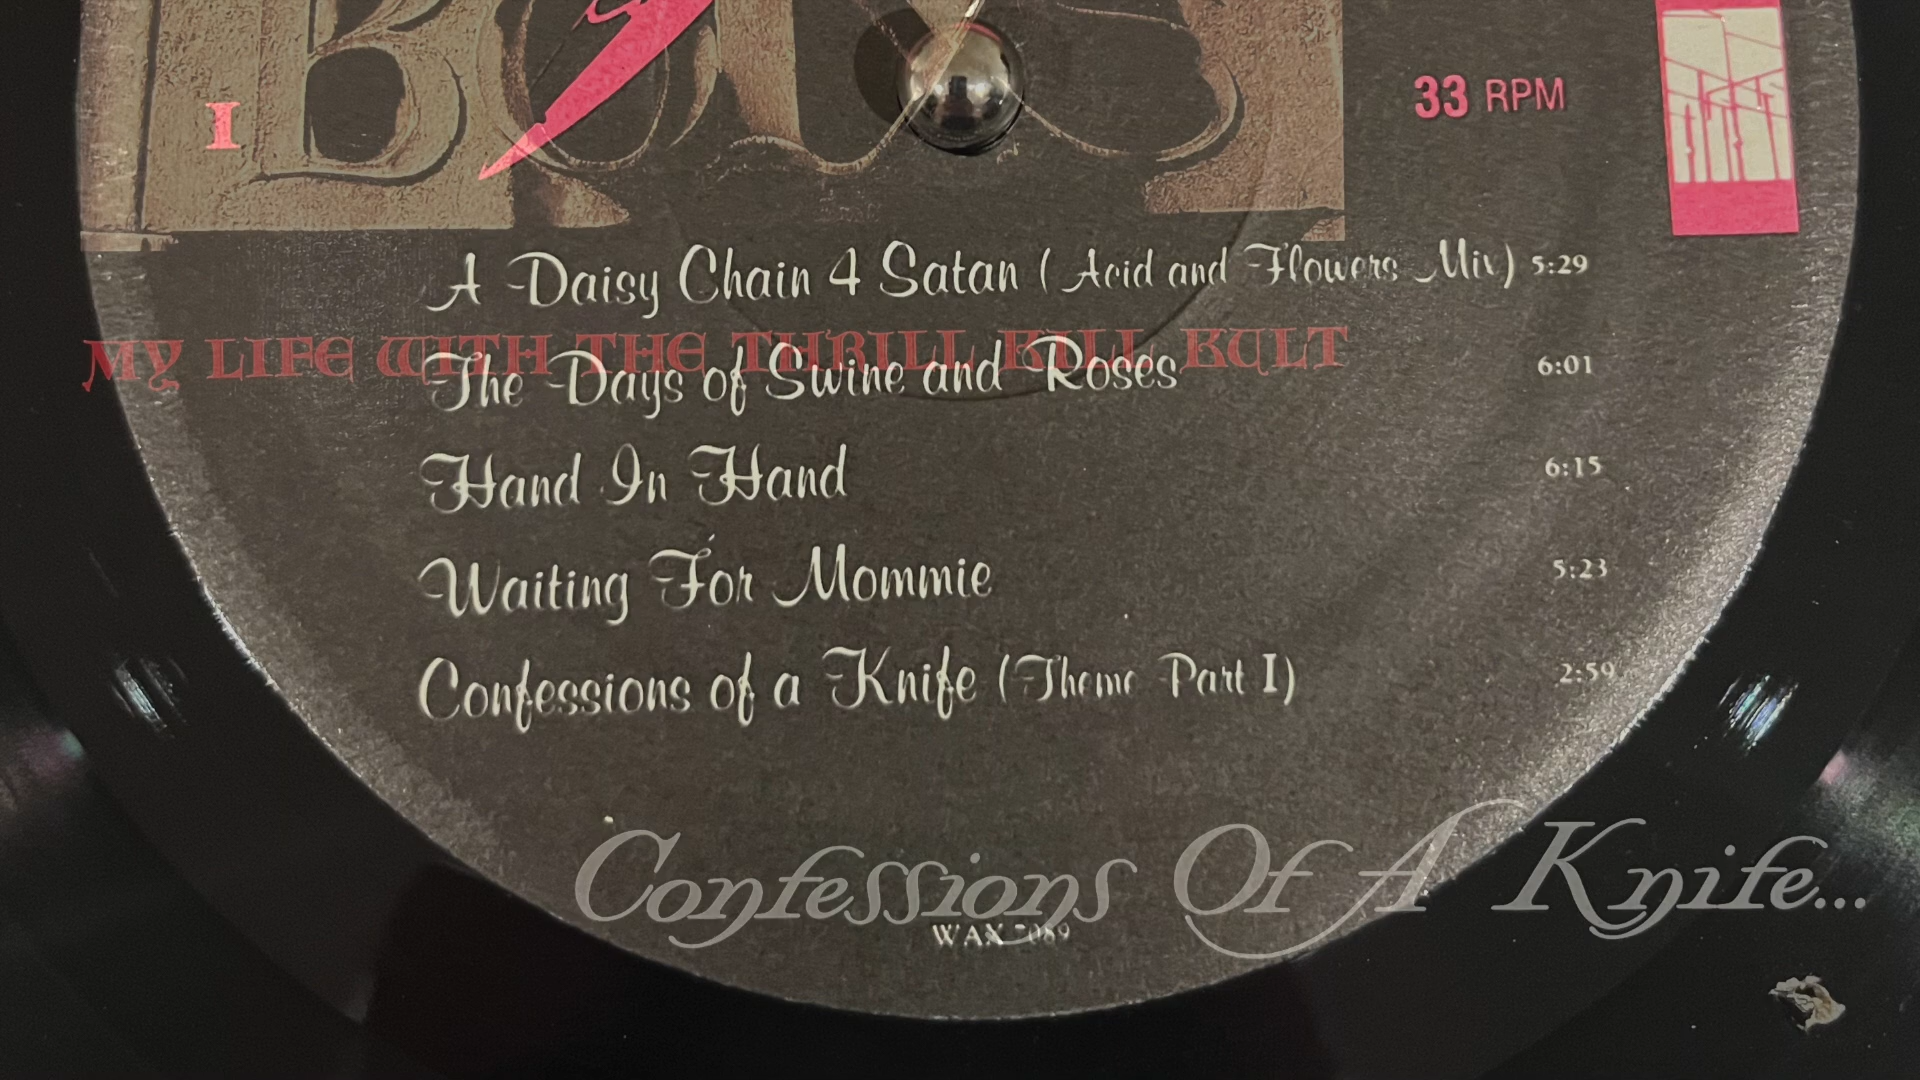 I
33 RPM
A Daisy Chain 4 Satan (Acid and Flowers Mix) 5:29
MY LIFE WITH THE THRILL KILL KULT
The Days of Swine and Roses 6:01
Hand In Hand 6:15
Waiting For Mommie 5:23
Confessions of a Knife (Theme Part I) 2:59
Confessions Of A Knife...
WAX 7089